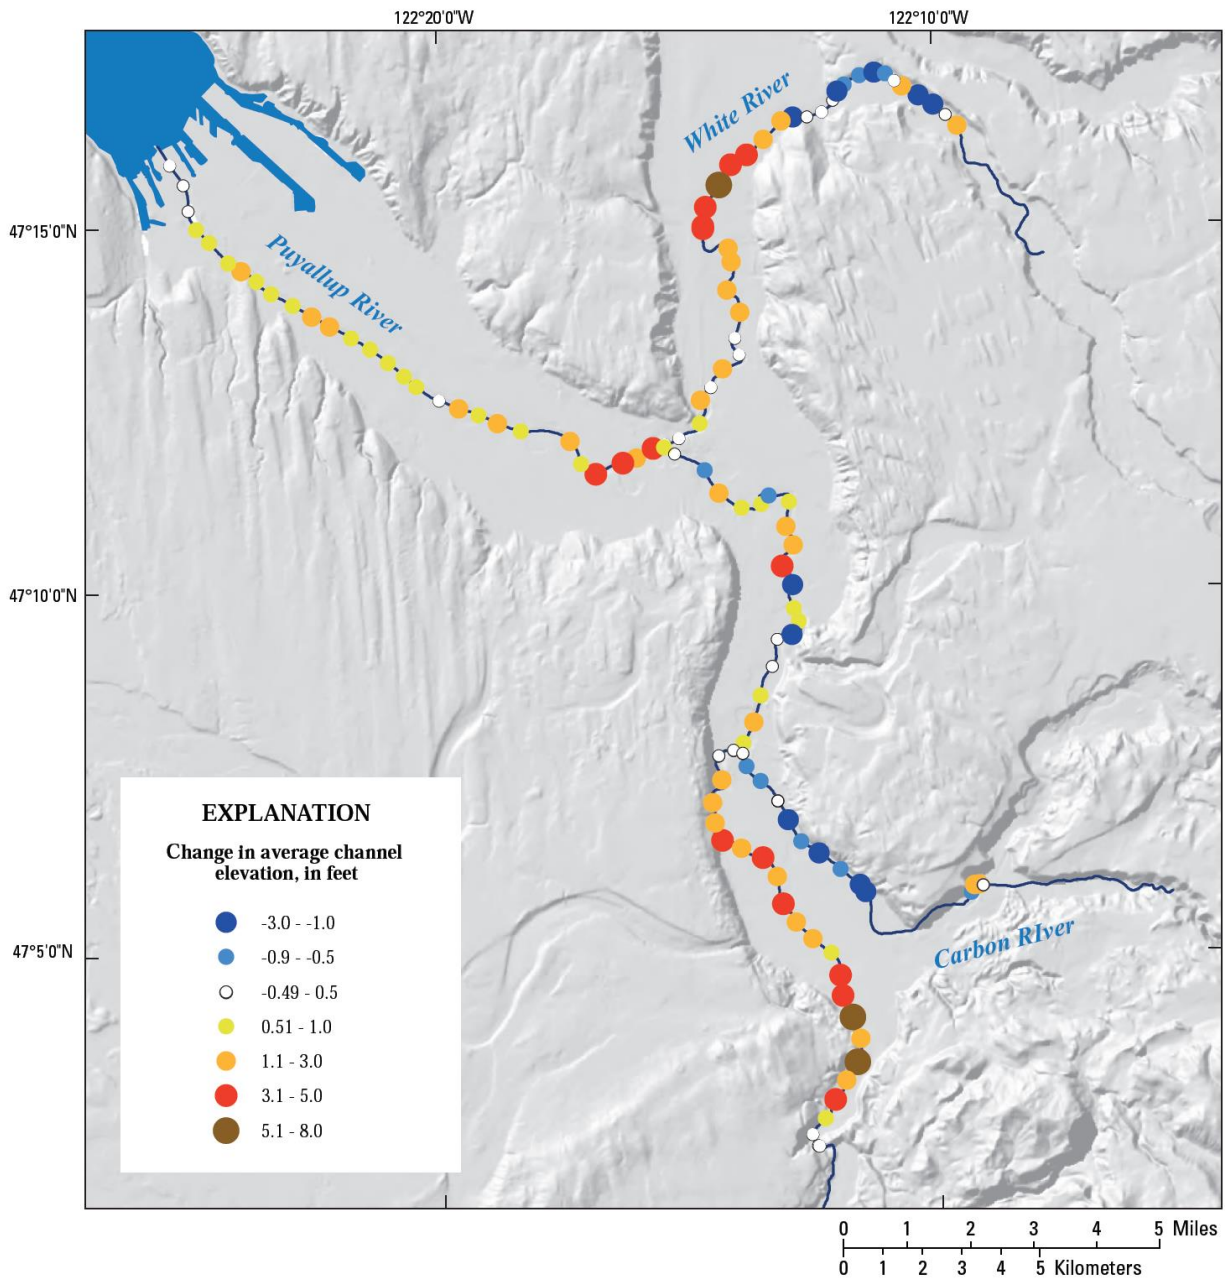 122°20'0"W
122°10'0"W
White River
47°15'0"N
Puyallup River
47°10'0"N
EXPLANATION
Change in average channel
elevation, in feet
-3.0 - -1.0
-0.9 - -0.5
-0.49 - 0.5
0.51 - 1.0
1.1 - 3.0
3.1 - 5.0
5.1 - 8.0
47°5'0"N
Carbon RIver
0 1 2 3 4 5 Miles
0 1 2 3 4 5 Kilometers